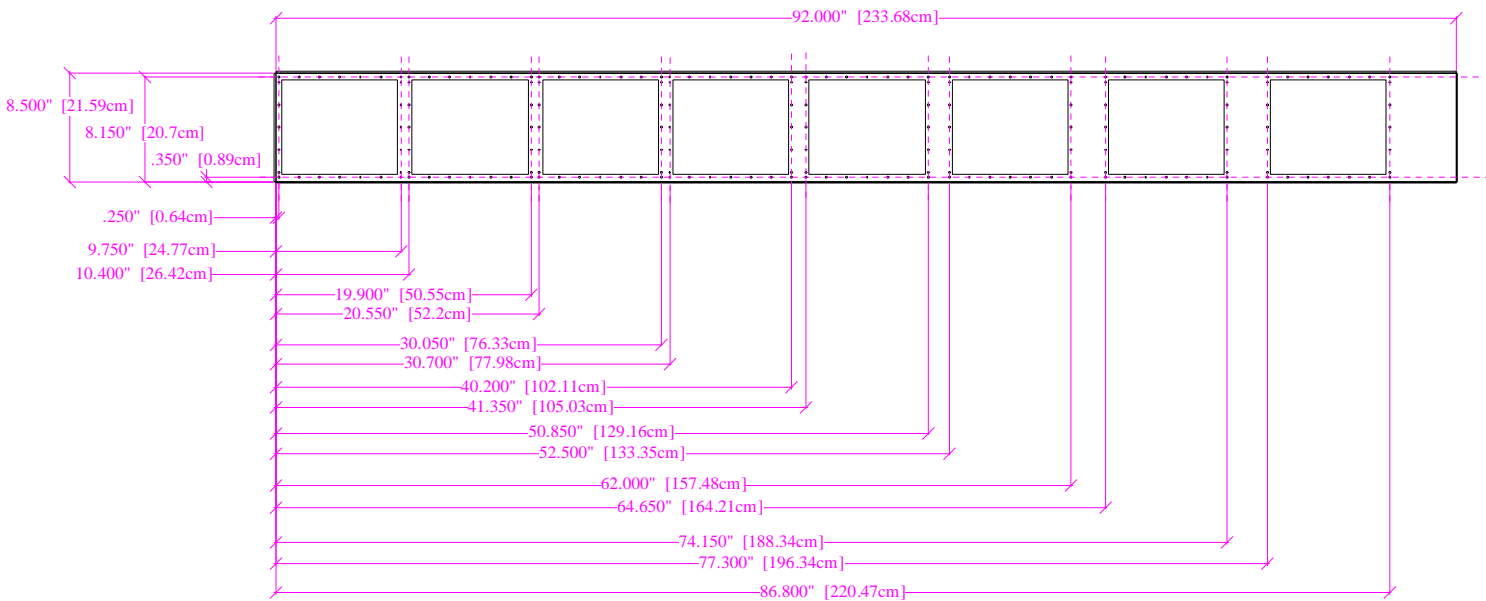 92.000" [233.68cm]
8.500" [21.59cm]
8.150" [20.7cm]
.350" [0.89cm]
.250" [0.64cm]
9.750" [24.77cm]
10.400" [26.42cm]
19.900" [50.55cm]
20.550" [52.2cm]
30.050" [76.33cm]
30.700" [77.98cm]
40.200" [102.11cm]
41.350" [105.03cm]
50.850" [129.16cm]
52.500" [133.35cm]
62.000" [157.48cm]
64.650" [164.21cm]
74.150" [188.34cm]
77.300" [196.34cm]
86.800" [220.47cm]